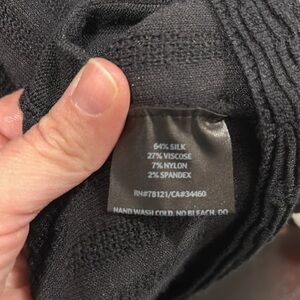 64% SILK
27% VISCOSE
7% NYLON
2% SPANDEX
RN#78121/CA#34460
HAND WASH COLD. NO BLEACH. DO